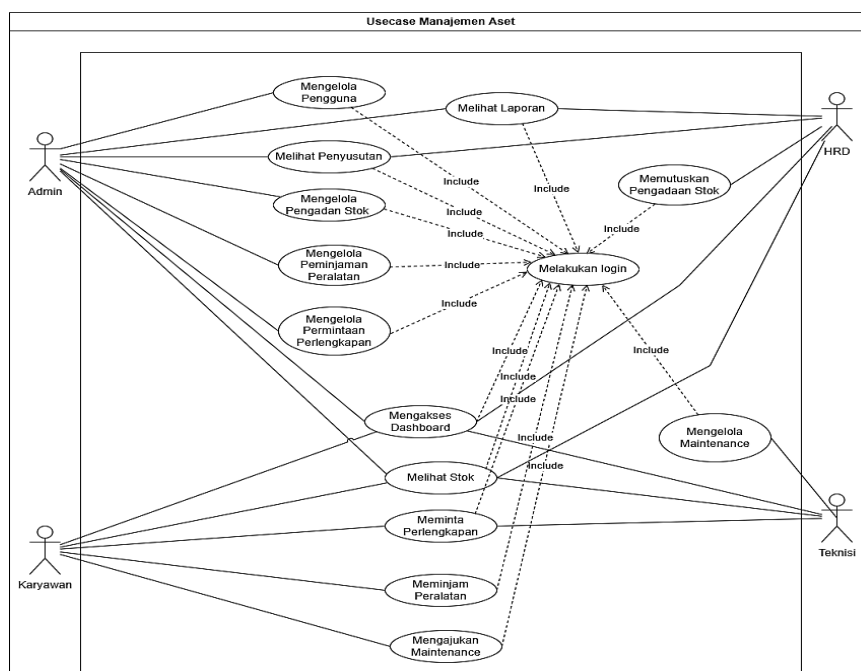 Usecase Manajemen Aset
Mengelola
Pengguna
Melihat Laporan
HRD
Admin
Melihat Penyusutan
Include
Include
Memutuskan
Pengadaan Stok
Mengelola
Pengadan Stok
Include
Include
Include
Mengelola
Peminjaman
Peralatan
Include
Melakukan login
Mengelola
Permintaan
Perlengkapan
Include
Include
Include
Include
Include
Mengakses
Dashboard
Include
Mengelola
Maintenance
Include
Melihat Stok
Meminta
Perlengkapan
Karyawan
Teknisi
Meminjam
Peralatan
Mengajukan
Maintenance